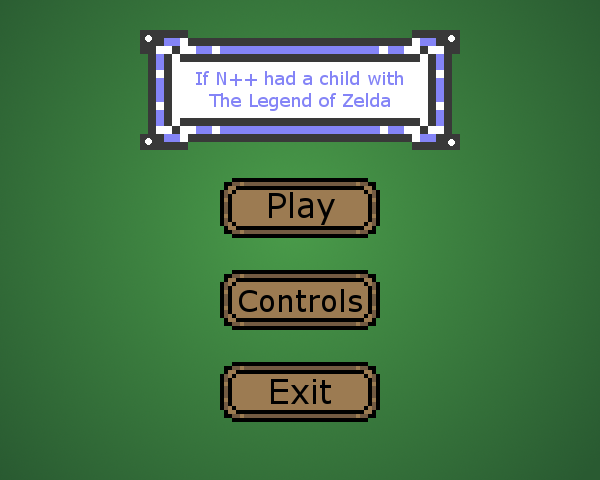 If N++ had a child with
The Legend of Zelda
Play
Controls
Exit